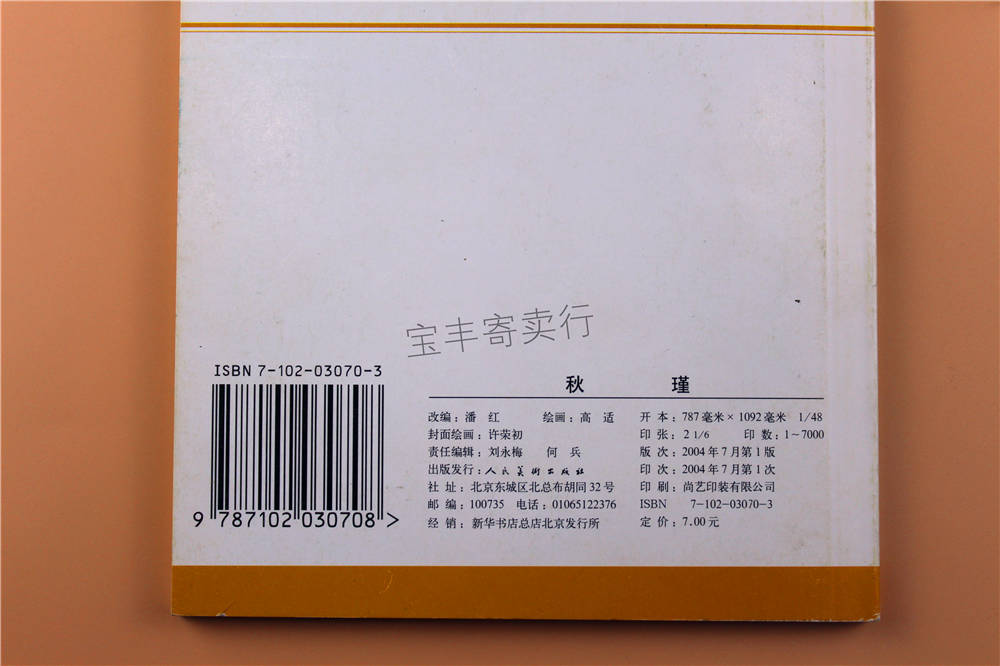 宝丰寄卖行
ISBN 7-102-03070-3
9 787102 030708 >
秋 瑾
改编：潘 红 绘画：高 适
封面绘画：许荣初
责任编辑：刘永梅 何 兵
出版发行：人民美术出版社
社 址：北京东城区北总布胡同32号
邮 编：100735 电话：01065122376
经 销：新华书店总店北京发行所
开 本：787毫米×1092毫米 1/48
印 张：2 1/6 印 数：1~7000
版 次：2004年7月第1版
印 次：2004年7月第1次
印 刷：尚艺印装有限公司
ISBN 7-102-03070-3
定 价：7.00元